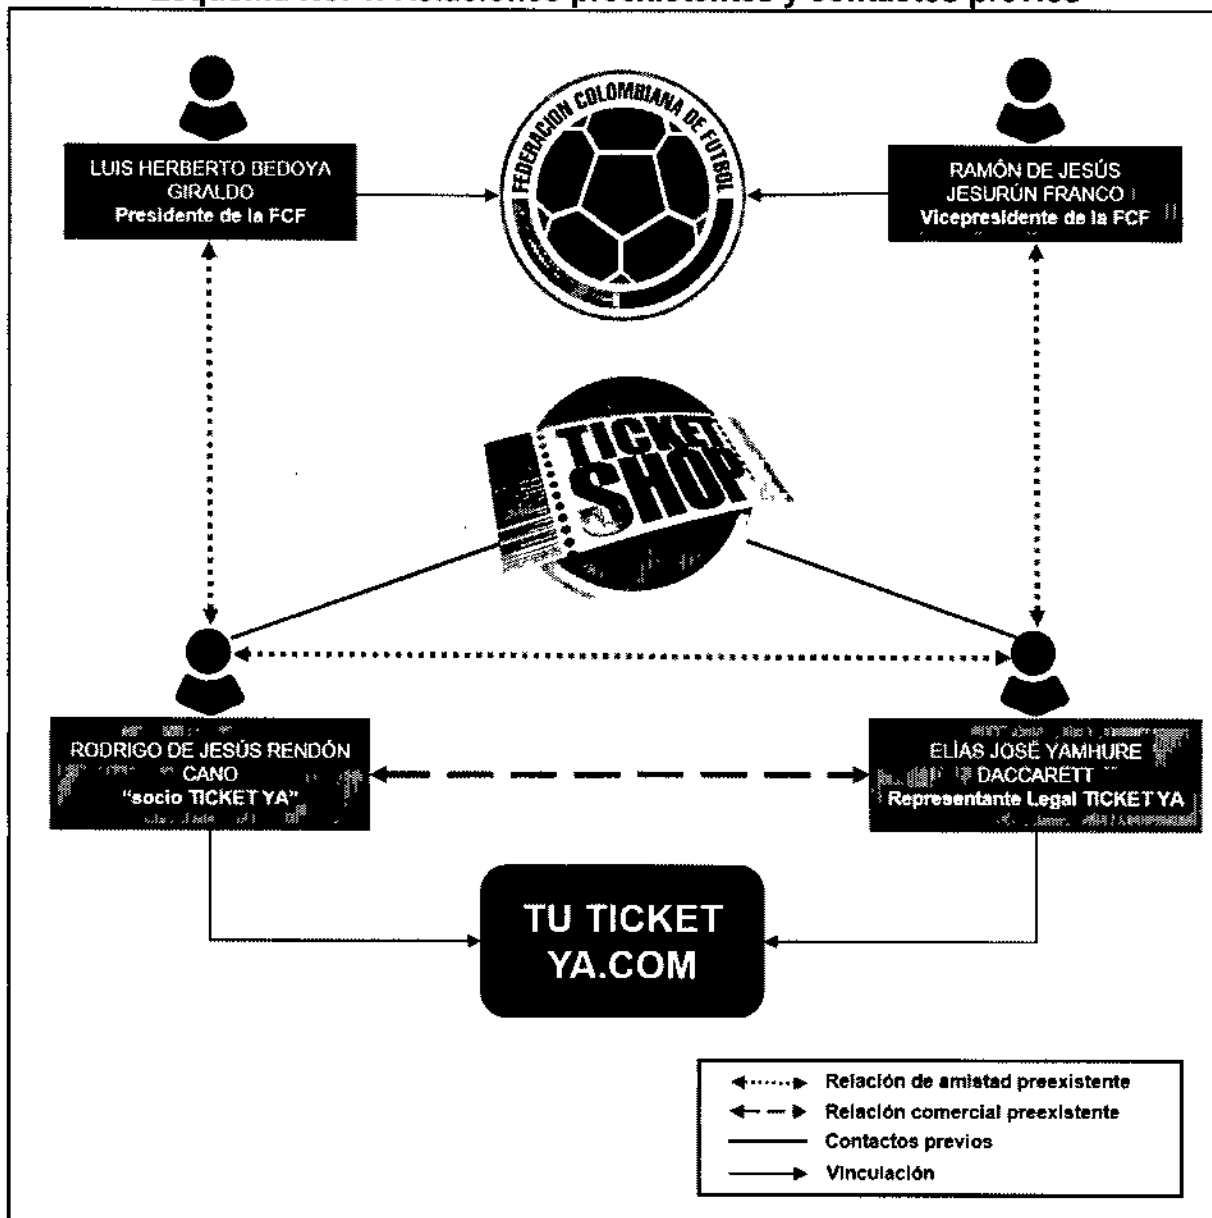 LUIS HERBERTO BEDOYA
GIRALDO
Presidente de la FCF
FEDERACION COLOMBIANA DE FUTBOL
RAMÓN DE JESÚS
JESURÚN FRANCO
Vicepresidente de la FCF
TICKET
SHOP
RODRIGO DE JESÚS RENDÓN
CANO
"socio TICKET YA"
ELÍAS JOSÉ YAMHURE
DACCARETT
Representante Legal TICKET YA
TU TICKET
YA.COM
Relación de amistad preexistente
Relación comercial preexistente
Contactos previos
Vinculación